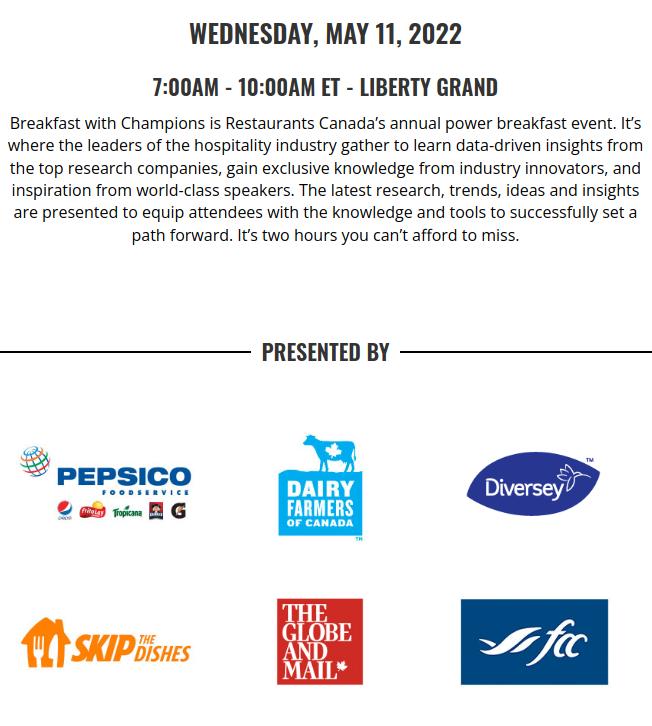 WEDNESDAY, MAY 11, 2022
7:00AM - 10:00AM ET - LIBERTY GRAND
Breakfast with Champions is Restaurants Canada’s annual power breakfast event. It’s
where the leaders of the hospitality industry gather to learn data-driven insights from
the top research companies, gain exclusive knowledge from industry innovators, and
inspiration from world-class speakers. The latest research, trends, ideas and insights
are presented to equip attendees with the knowledge and tools to successfully set a
path forward. It’s two hours you can’t afford to miss.
PRESENTED BY
PEPSICO
FOODSERVICE
pepsi
FritoLay
Tropicana
G
DAIRY
FARMERS
OF CANADA
TM
Diversey
TM
SKIP THE DISHES
THE
GLOBE
AND
MAIL
fcc